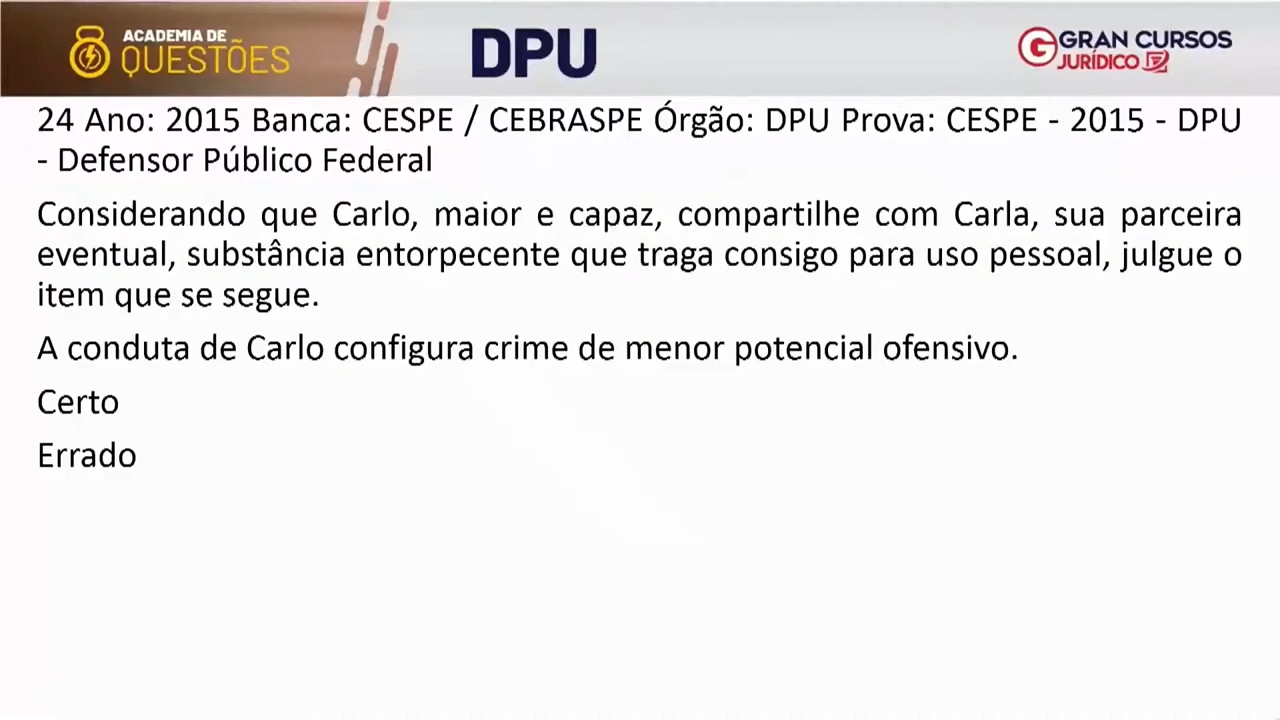 ACADEMIA DE
QUESTÕES
DPU
GRAN CURSOS
JURÍDICO
24 Ano: 2015 Banca: CESPE / CEBRASPE Órgão: DPU Prova: CESPE - 2015 - DPU
- Defensor Público Federal
Considerando que Carlo, maior e capaz, compartilhe com Carla, sua parceira
eventual, substância entorpecente que traga consigo para uso pessoal, julgue o
item que se segue.
A conduta de Carlo configura crime de menor potencial ofensivo.
Certo
Errado